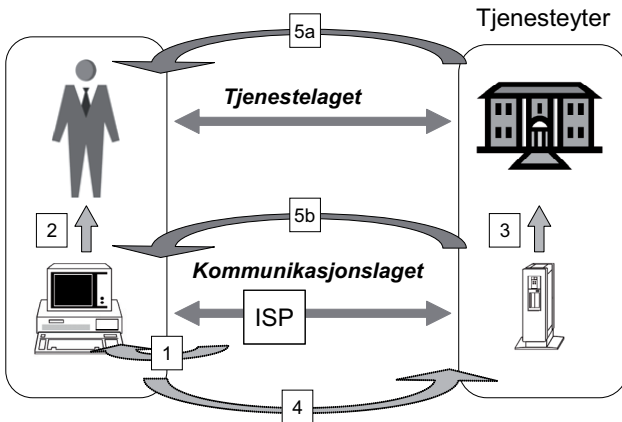 Tjenesteyter
5a
Tjenestelaget
2
5b
3
Kommunikasjonslaget
ISP
1
4